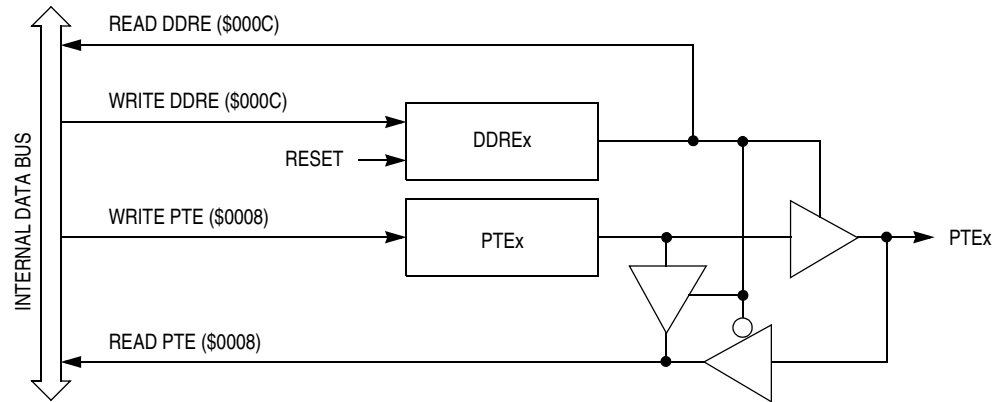 READ DDRE ($000C)
WRITE DDRE ($000C)
DDREx
RESET
INTERNAL DATA BUS
WRITE PTE ($0008)
PTEx
PTEx
READ PTE ($0008)